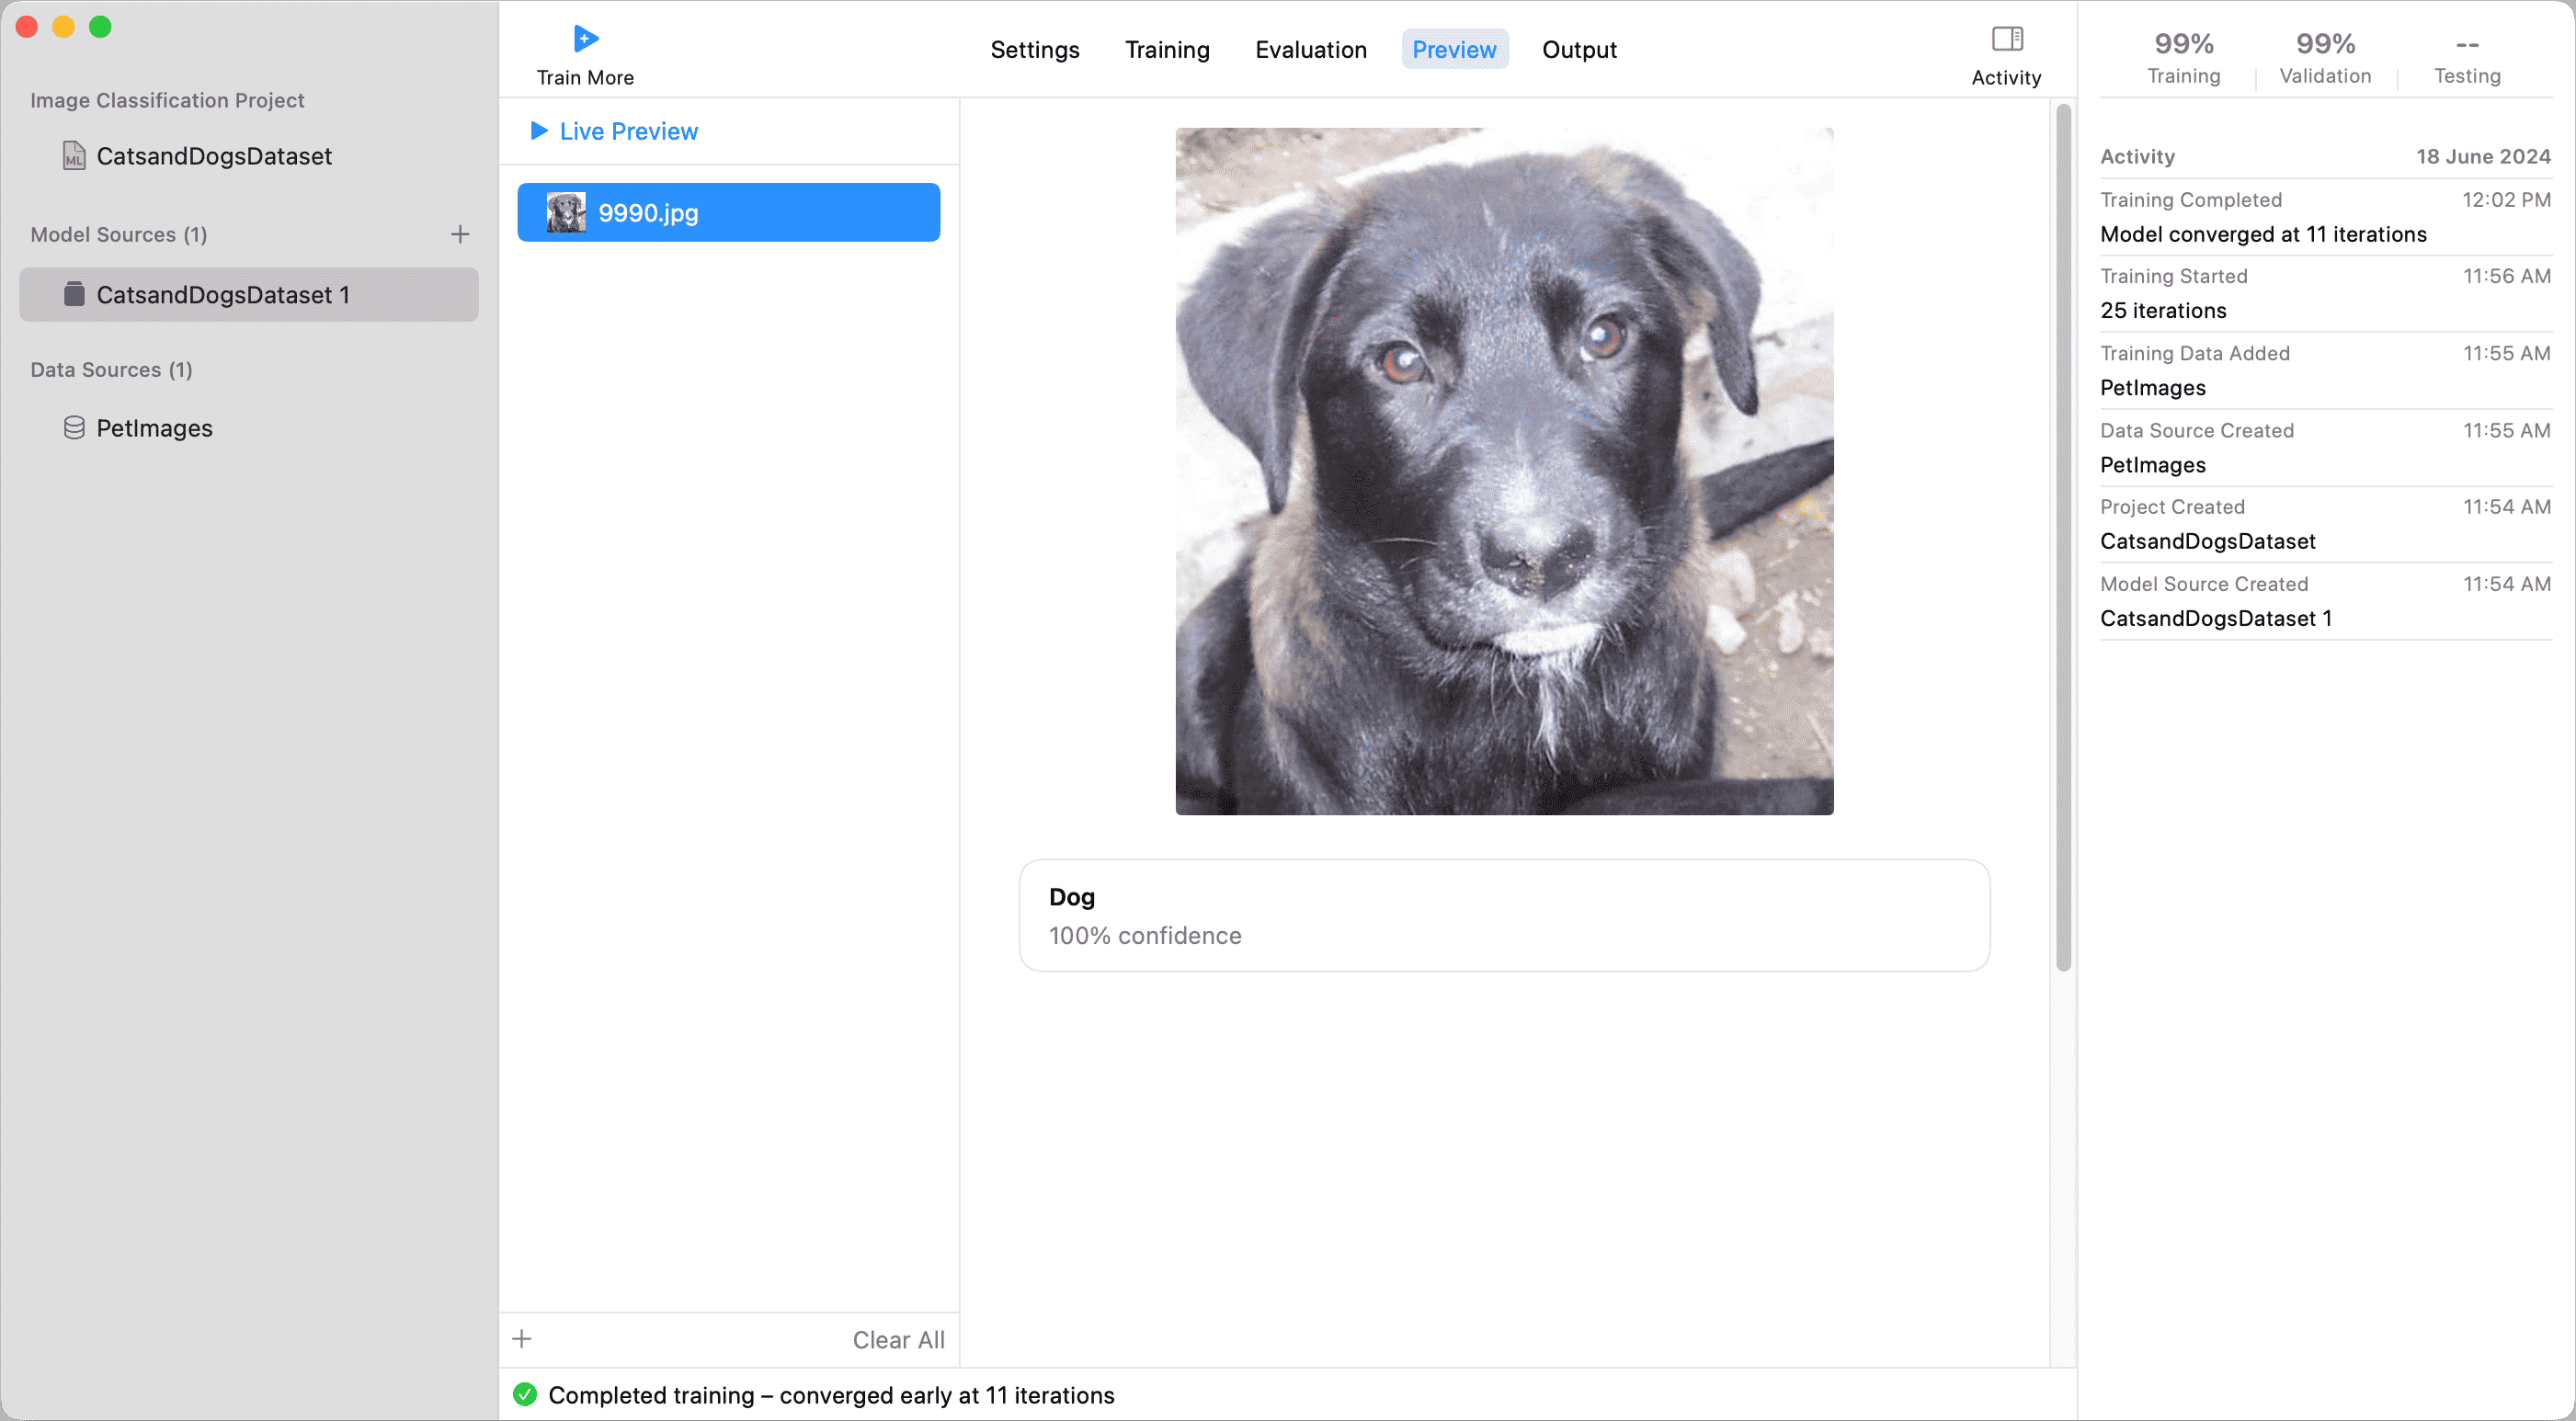 Image Classification Project
ML CatsandDogsDataset
Model Sources (1) +
CatsandDogsDataset 1
Data Sources (1)
PetImages
Train More
Settings Training Evaluation Preview Output
Activity
Live Preview
9990.jpg
Dog
100% confidence
+ Clear All
Completed training – converged early at 11 iterations
99% 99% --
Training Validation Testing
Activity 18 June 2024
Training Completed 12:02 PM
Model converged at 11 iterations
Training Started 11:56 AM
25 iterations
Training Data Added 11:55 AM
PetImages
Data Source Created 11:55 AM
PetImages
Project Created 11:54 AM
CatsandDogsDataset
Model Source Created 11:54 AM
CatsandDogsDataset 1